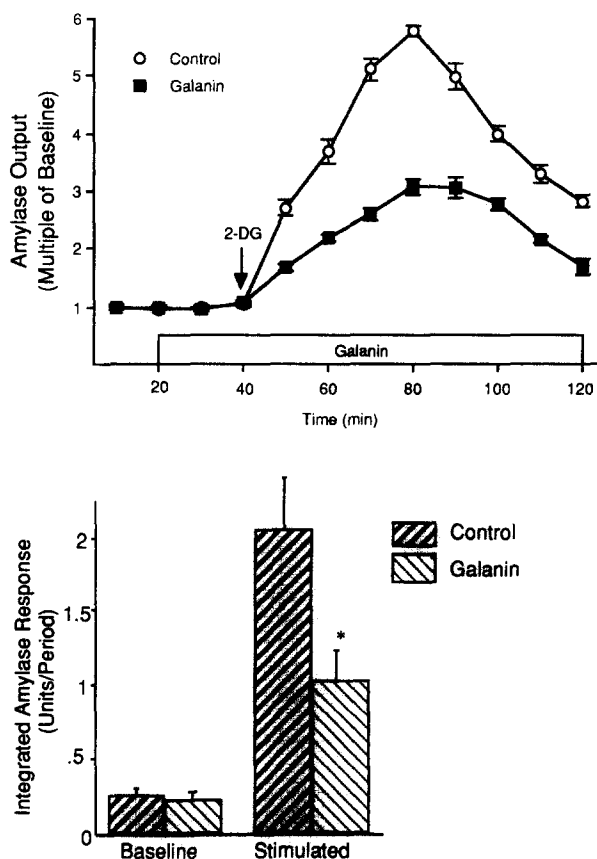 Amylase Output
(Multiple of Baseline)
6
5
4
3
2
1
Control
Galanin
2-DG
Galanin
20 40 60 80 100 120
Time (min)
Integrated Amylase Response
(Units/Period)
2
1.5
1
.5
0
Control
Galanin
*
Baseline Stimulated